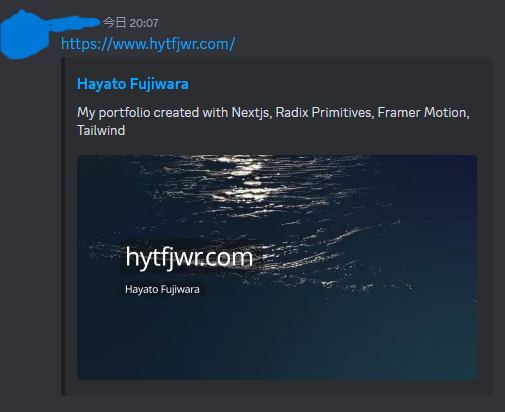 今日 20:07
https://www.hytfjwr.com/
Hayato Fujiwara
My portfolio created with Nextjs, Radix Primitives, Framer Motion,
Tailwind
hytfjwr.com
Hayato Fujiwara